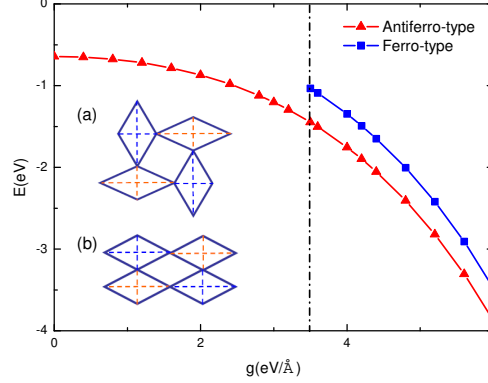 0
-1
-2
-3
-4
E(eV)
Antiferro-type
Ferro-type
(a)
(b)
0
2
4
g(eV/Å)